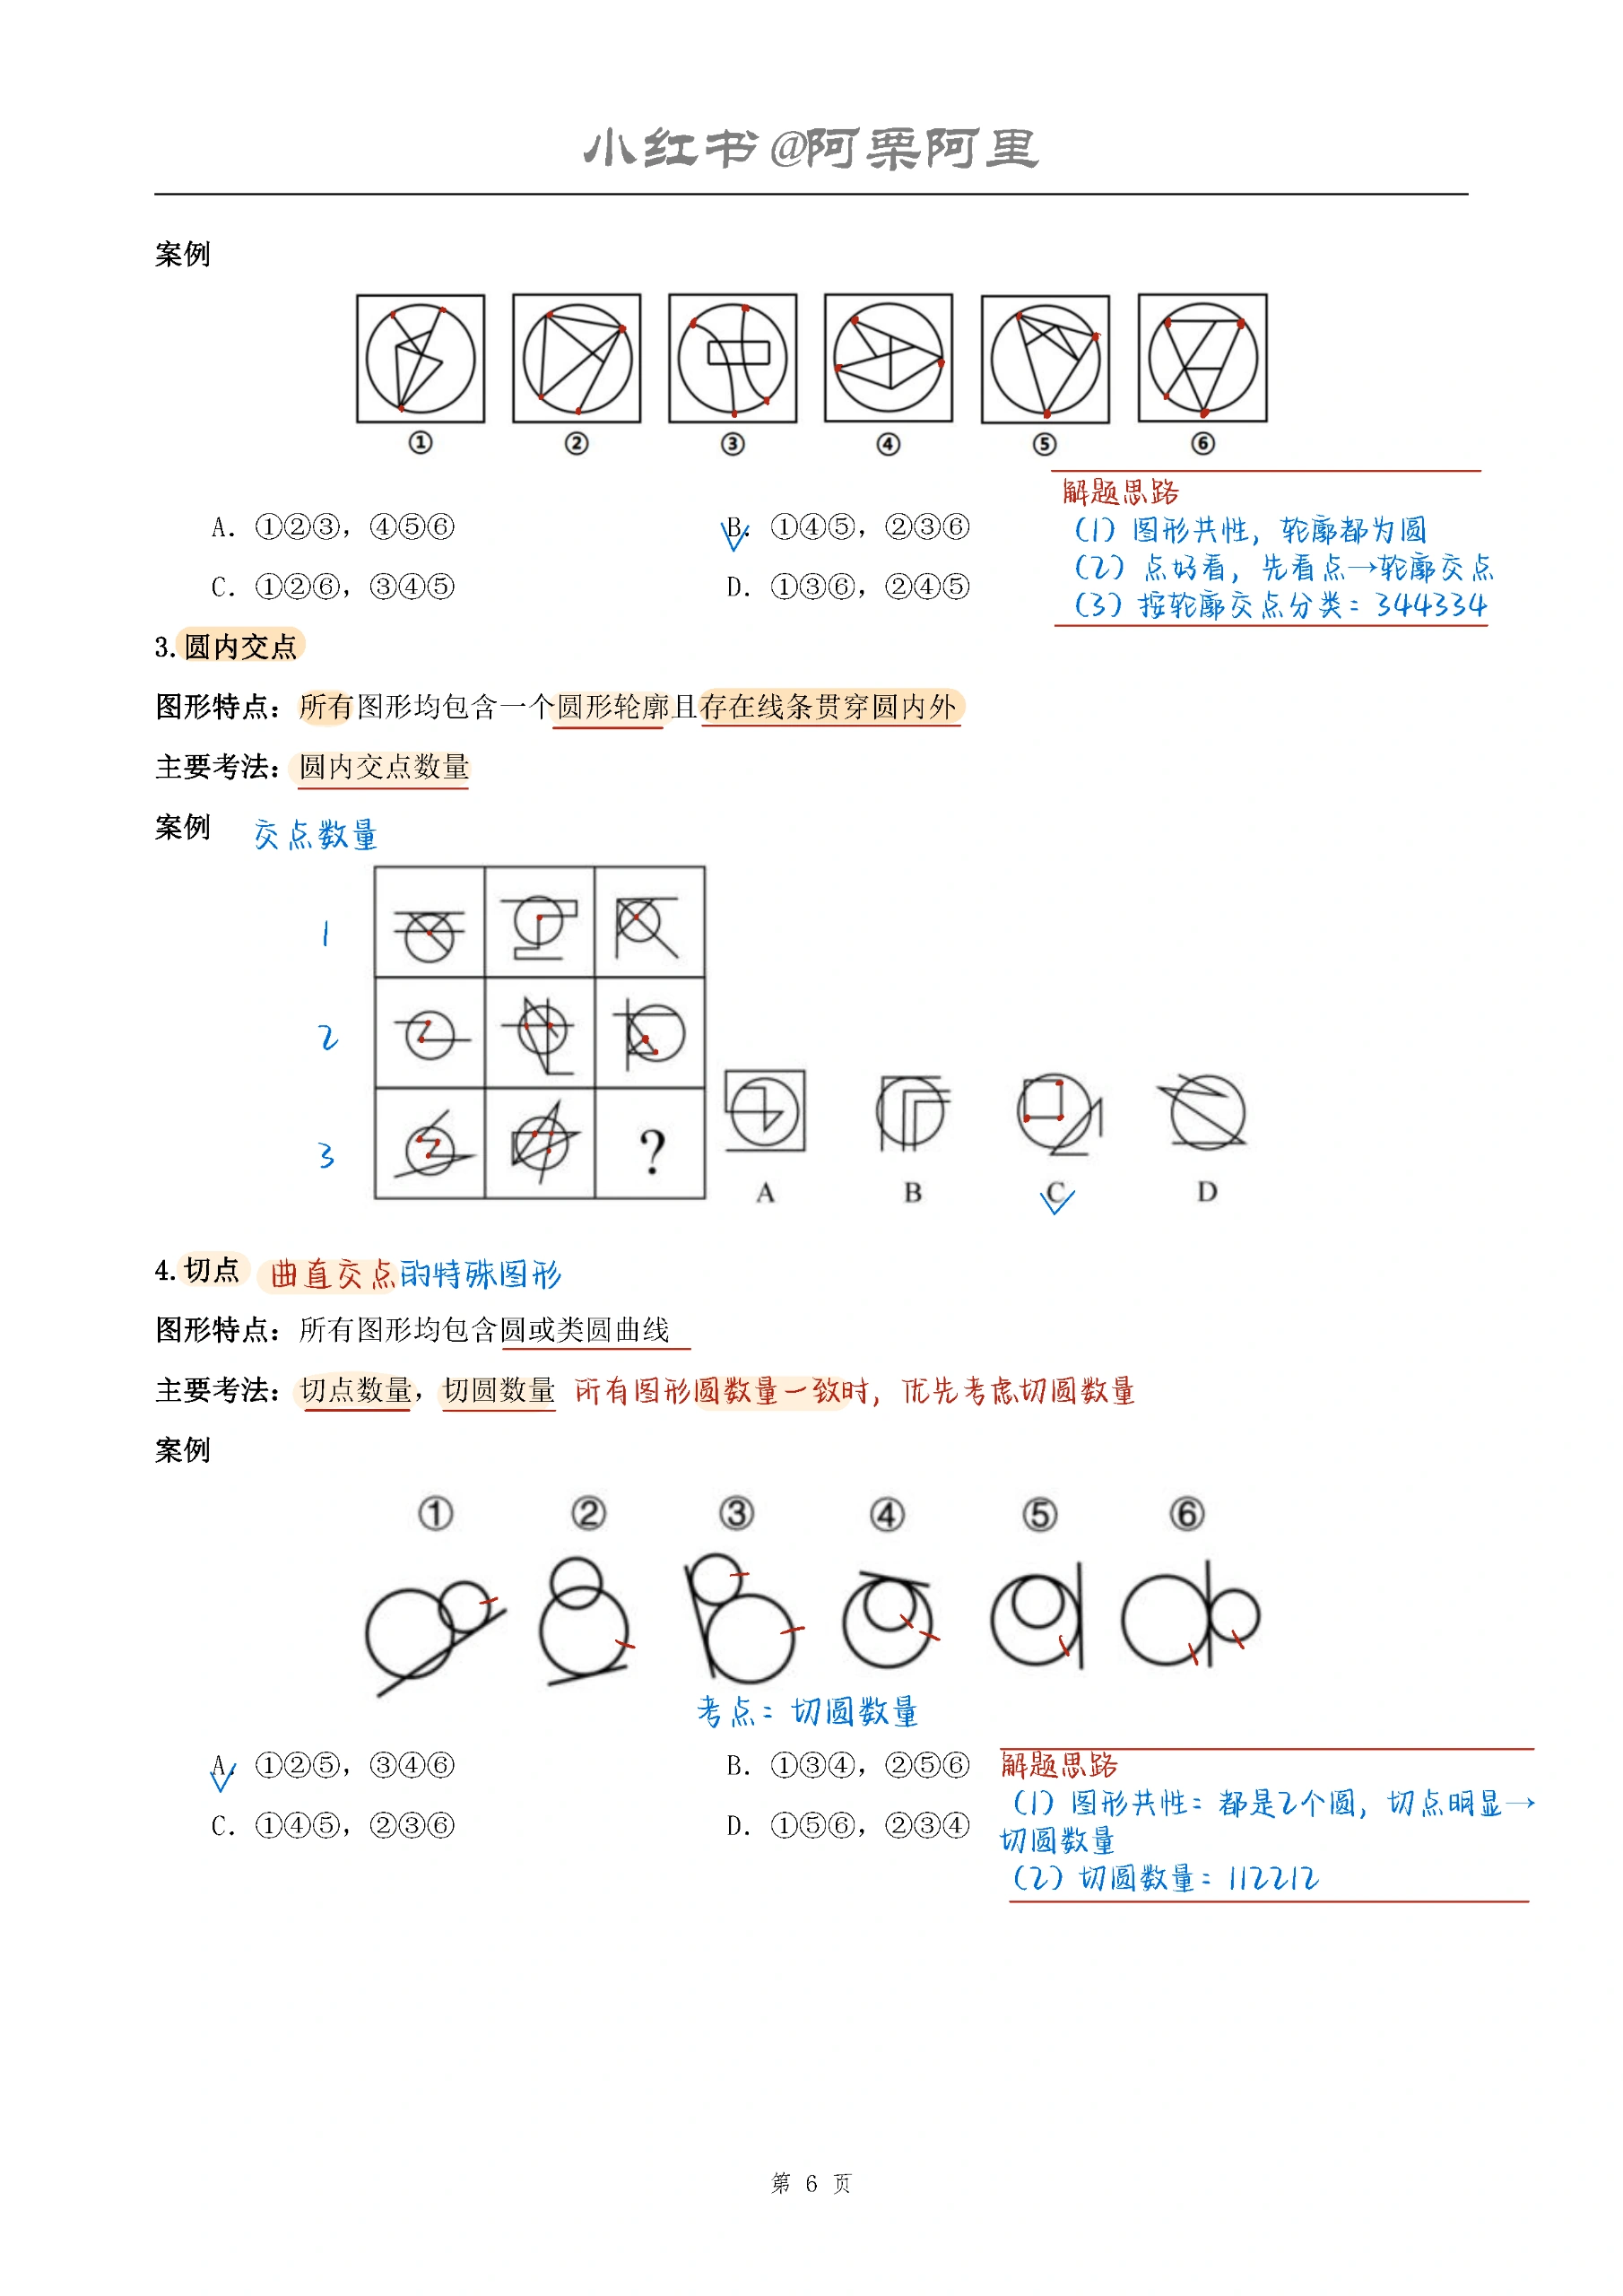 小红书@阿栗阿里
案例
① ② ③ ④ ⑤ ⑥
A. ①②③，④⑤⑥
B. ①④⑤，②③⑥
C. ①②⑥，③④⑤
D. ①③⑥，②④⑤
解题思路
（1）图形共性，轮廓都为圆
（2）点好看，先看点→轮廓交点
（3）按轮廓交点分类：344334
3.圆内交点
图形特点：所有图形均包含一个圆形轮廓且存在线条贯穿圆内外
主要考法：圆内交点数量
案例 交点数量
1
2
3
?
A B C D
4.切点 曲直交点的特殊图形
图形特点：所有图形均包含圆或类圆曲线
主要考法：切点数量，切圆数量 所有图形圆数量一致时，优先考虑切圆数量
案例
① ② ③ ④ ⑤ ⑥
考点：切圆数量
A. ①②⑤，③④⑥
B. ①③④，②⑤⑥
C. ①④⑤，②③⑥
D. ①⑤⑥，②③④
解题思路
（1）图形共性：都是2个圆，切点明显→
切圆数量
（2）切圆数量：112212
第 6 页